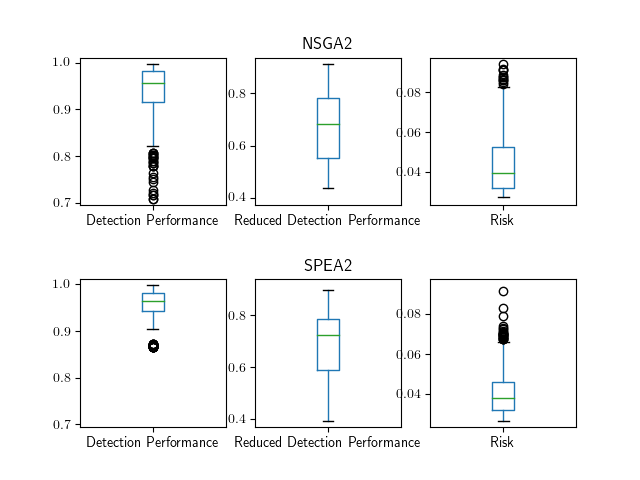 NSGA2
1.0
0.9
0.8
0.7
Detection Performance
0.8
0.6
0.4
Reduced Detection Performance
0.08
0.06
0.04
Risk
SPEA2
1.0
0.9
0.8
0.7
Detection Performance
0.8
0.6
0.4
Reduced Detection Performance
0.08
0.06
0.04
Risk